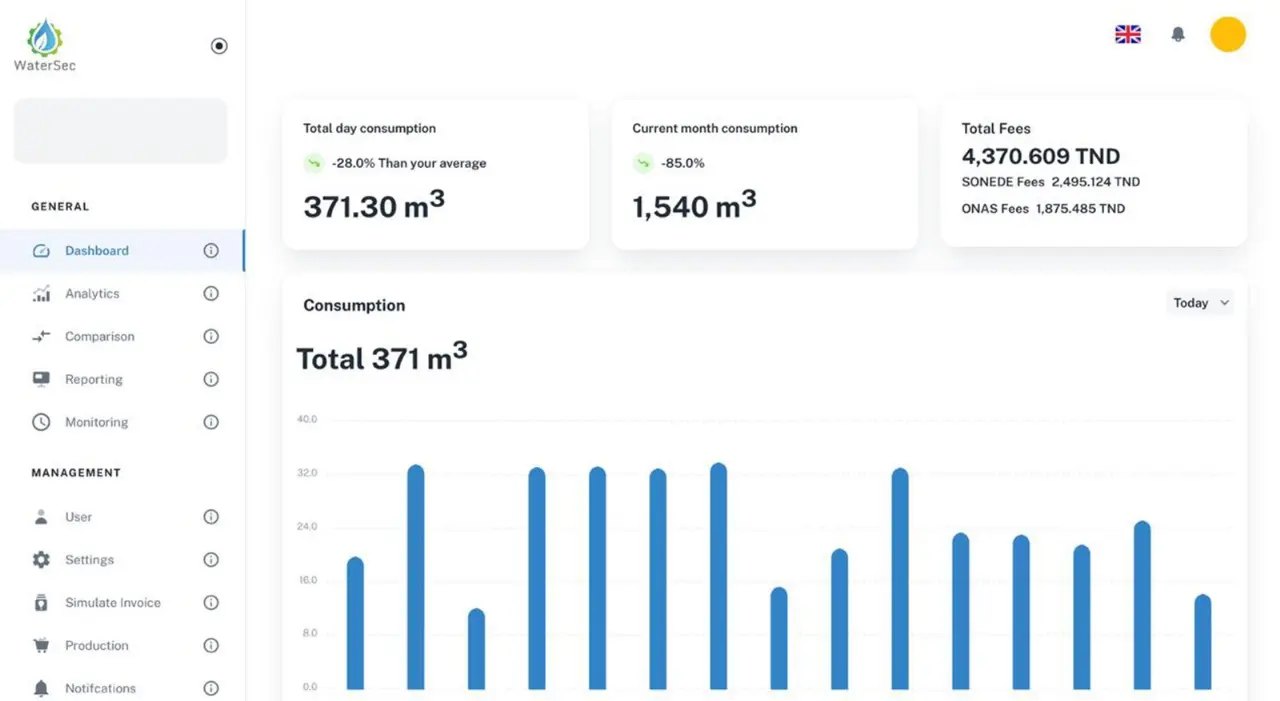 WaterSec
GENERAL
Dashboard
Analytics
Comparison
Reporting
Monitoring
MANAGEMENT
User
Settings
Simulate Invoice
Production
Notifcations
Total day consumption
-28.0% Than your average
371.30 m³
Current month consumption
-85.0%
1,540 m³
Total Fees
4,370.609 TND
SONEDE Fees 2,495.124 TND
ONAS Fees 1,875.485 TND
Consumption
Today
Total 371 m³
40.0
32.0
24.0
16.0
8.0
0.0